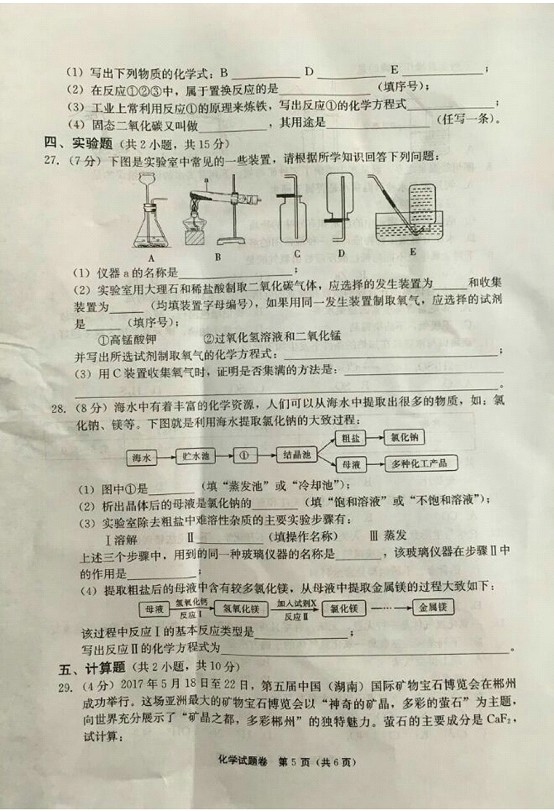 (1) 写出下列物质的化学式：B____________ D____________ E____________；
(2) 在反应①②③中，属于置换反应的是____________（填序号）；
(3) 工业上常利用反应①的原理来炼铁，写出反应①的化学方程式____________；
(4) 固态二氧化碳又叫做____________，其用途是____________（任写一条）。
四、实验题（共 2 小题，共 15 分）
27.（7 分）下图是实验室中常见的一些装置，请根据所学知识回答下列问题：
a
A B C D E
(1) 仪器 a 的名称是____________；
(2) 实验室用大理石和稀盐酸制取二氧化碳气体，应选择的发生装置为____和收集
装置为____（均填装置字母编号），如果用同一发生装置制取氧气，应选择的试剂
是____（填序号）；
①高锰酸钾 ②过氧化氢溶液和二氧化锰
并写出所选试剂制取氧气的化学方程式：____________；
(3) 用 C 装置收集氧气时，证明是否集满的方法是：____________
____________。
28.（8 分）海水中有着丰富的化学资源，人们可以从海水中提取出很多的物质，如：氯
化钠、镁等。下图就是利用海水提取氯化钠的大致过程：
粗盐 氯化钠
海水 贮水池 ① 结晶池
母液 多种化工产品
(1) 图中①是____（填“蒸发池”或“冷却池”）；
(2) 析出晶体后的母液是氯化钠的____（填“饱和溶液”或“不饱和溶液”）；
(3) 实验室除去粗盐中难溶性杂质的主要实验步骤有：
Ⅰ溶解 Ⅱ____________（填操作名称） Ⅲ 蒸发
上述三个步骤中，用到的同一种玻璃仪器的名称是____，该玻璃仪器在步骤Ⅱ中
的作用是____________；
(4) 提取粗盐后的母液中含有较多氯化镁，从母液中提取金属镁的过程大致如下：
母液 氢氧化钙 反应Ⅰ 氢氧化镁 加入试剂X 反应Ⅱ 氯化镁 …… 金属镁
该过程中反应Ⅰ的基本反应类型是____________；
写出反应Ⅱ的化学方程式为____________。
五、计算题（共 2 小题，共 10 分）
29.（4 分）2017 年 5 月 18 日至 22 日，第五届中国（湖南）国际矿物宝石博览会在郴州
成功举行。这场亚洲最大的矿物宝石博览会以“神奇的矿晶，多彩的萤石”为主题，
向世界充分展示了“矿晶之都，多彩郴州”的独特魅力。萤石的主要成分是 CaF₂，
试计算：
化学试题卷 第 5 页（共 6 页）